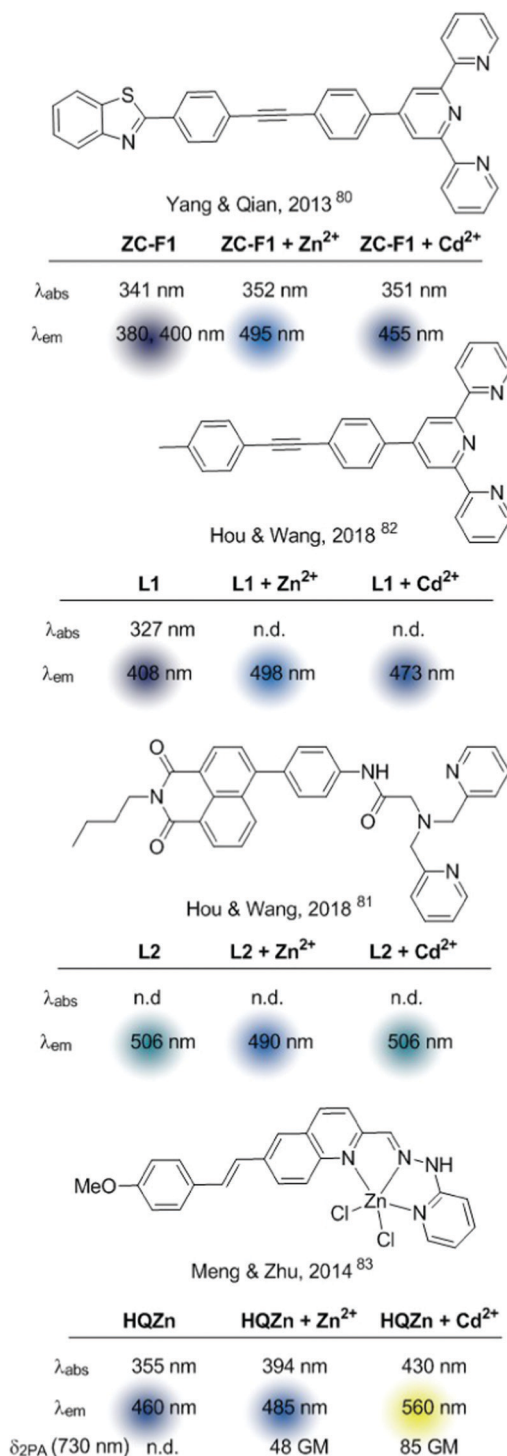 S
N
N
N
N
Yang & Qian, 2013 80
ZC-F1 ZC-F1 + Zn2+ ZC-F1 + Cd2+
λabs 341 nm 352 nm 351 nm
λem 380, 400 nm 495 nm 455 nm
N
N
N
Hou & Wang, 2018 82
L1 L1 + Zn2+ L1 + Cd2+
λabs 327 nm n.d. n.d.
λem 408 nm 498 nm 473 nm
O
N
O
NH
O
N
N
N
Hou & Wang, 2018 81
L2 L2 + Zn2+ L2 + Cd2+
λabs n.d n.d. n.d.
λem 506 nm 490 nm 506 nm
MeO
N
N
NH
Zn
Cl
Cl
N
Meng & Zhu, 2014 83
HQZn HQZn + Zn2+ HQZn + Cd2+
λabs 355 nm 394 nm 430 nm
λem 460 nm 485 nm 560 nm
δ2PA (730 nm) n.d. 48 GM 85 GM